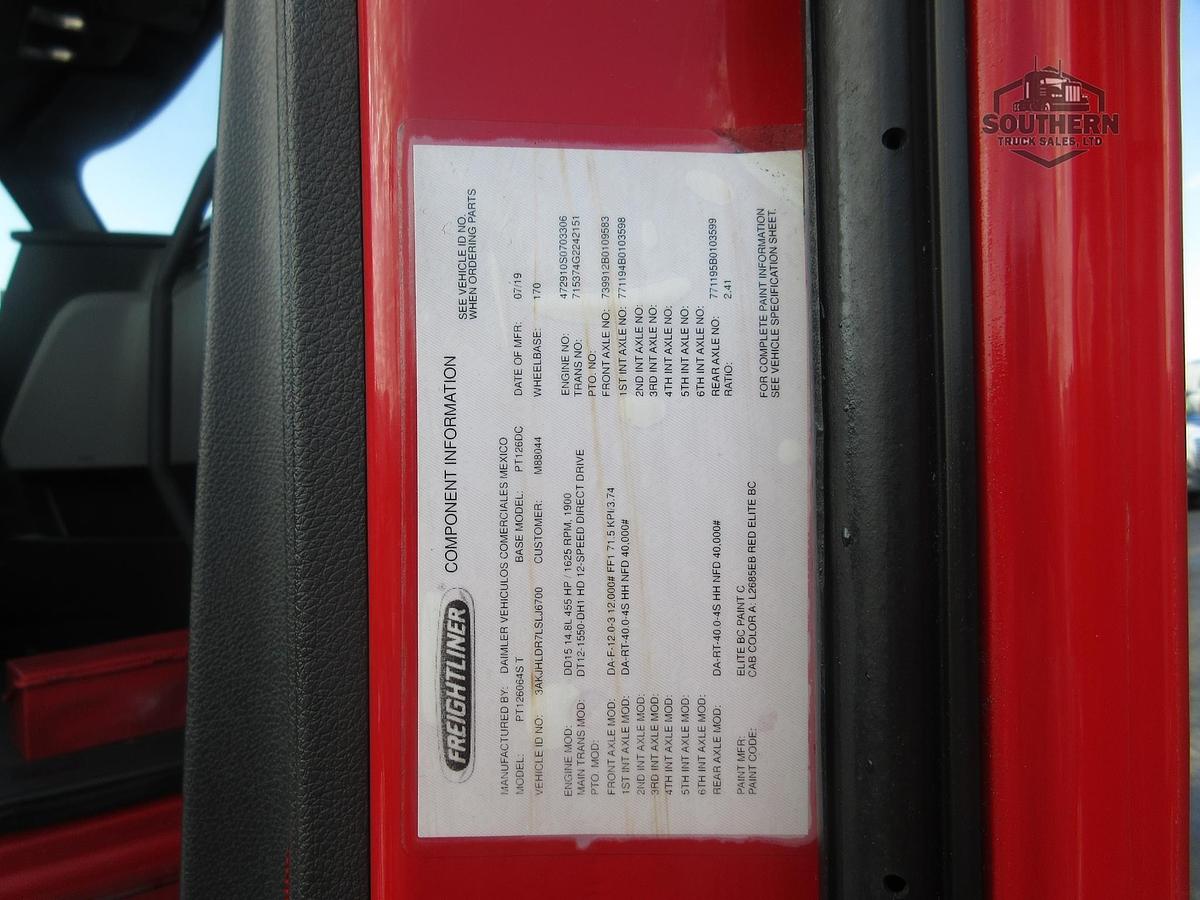 SOUTHERN
TRUCK SALES, LTD
FREIGHTLINER
COMPONENT INFORMATION
SEE VEHICLE ID NO.
WHEN ORDERING PARTS
MANUFACTURED BY: DAIMLER VEHICULOS COMERCIALES MEXICO
MODEL: PT126064S T BASE MODEL: PT126DC DATE OF MFR: 07/19
VEHICLE ID NO: 3AKJHLDR7LSLJ6700 CUSTOMER: M88044 WHEELBASE: 170
ENGINE MOD: DD15 14.8L 455 HP / 1625 RPM, 1900 ENGINE NO: 472910S0703306
MAIN TRANS MOD: DT12-1550-DH1 HD 12-SPEED DIRECT DRIVE TRANS NO: 715374G2242151
PTO. MOD: PTO. NO:
FRONT AXLE MOD: DA-F-12.0-3 12,000# FF1 71.5 KPI/3.74 FRONT AXLE NO: 739912B0109583
1ST INT AXLE MOD: DA-RT-40.0-4S HH NFD 40,000# 1ST INT AXLE NO: 771194B0103598
2ND INT AXLE MOD: 2ND INT AXLE NO:
3RD INT AXLE MOD: 3RD INT AXLE NO:
4TH INT AXLE MOD: 4TH INT AXLE NO:
5TH INT AXLE MOD: 5TH INT AXLE NO:
6TH INT AXLE MOD: 6TH INT AXLE NO:
REAR AXLE MOD: DA-RT-40.0-4S HH NFD 40,000# REAR AXLE NO: 771195B0103599
RATIO: 2.41
PAINT MFR: ELITE BC PAINT C
PAINT CODE: CAB COLOR A: L2685EB RED ELITE BC
FOR COMPLETE PAINT INFORMATION
SEE VEHICLE SPECIFICATION SHEET.